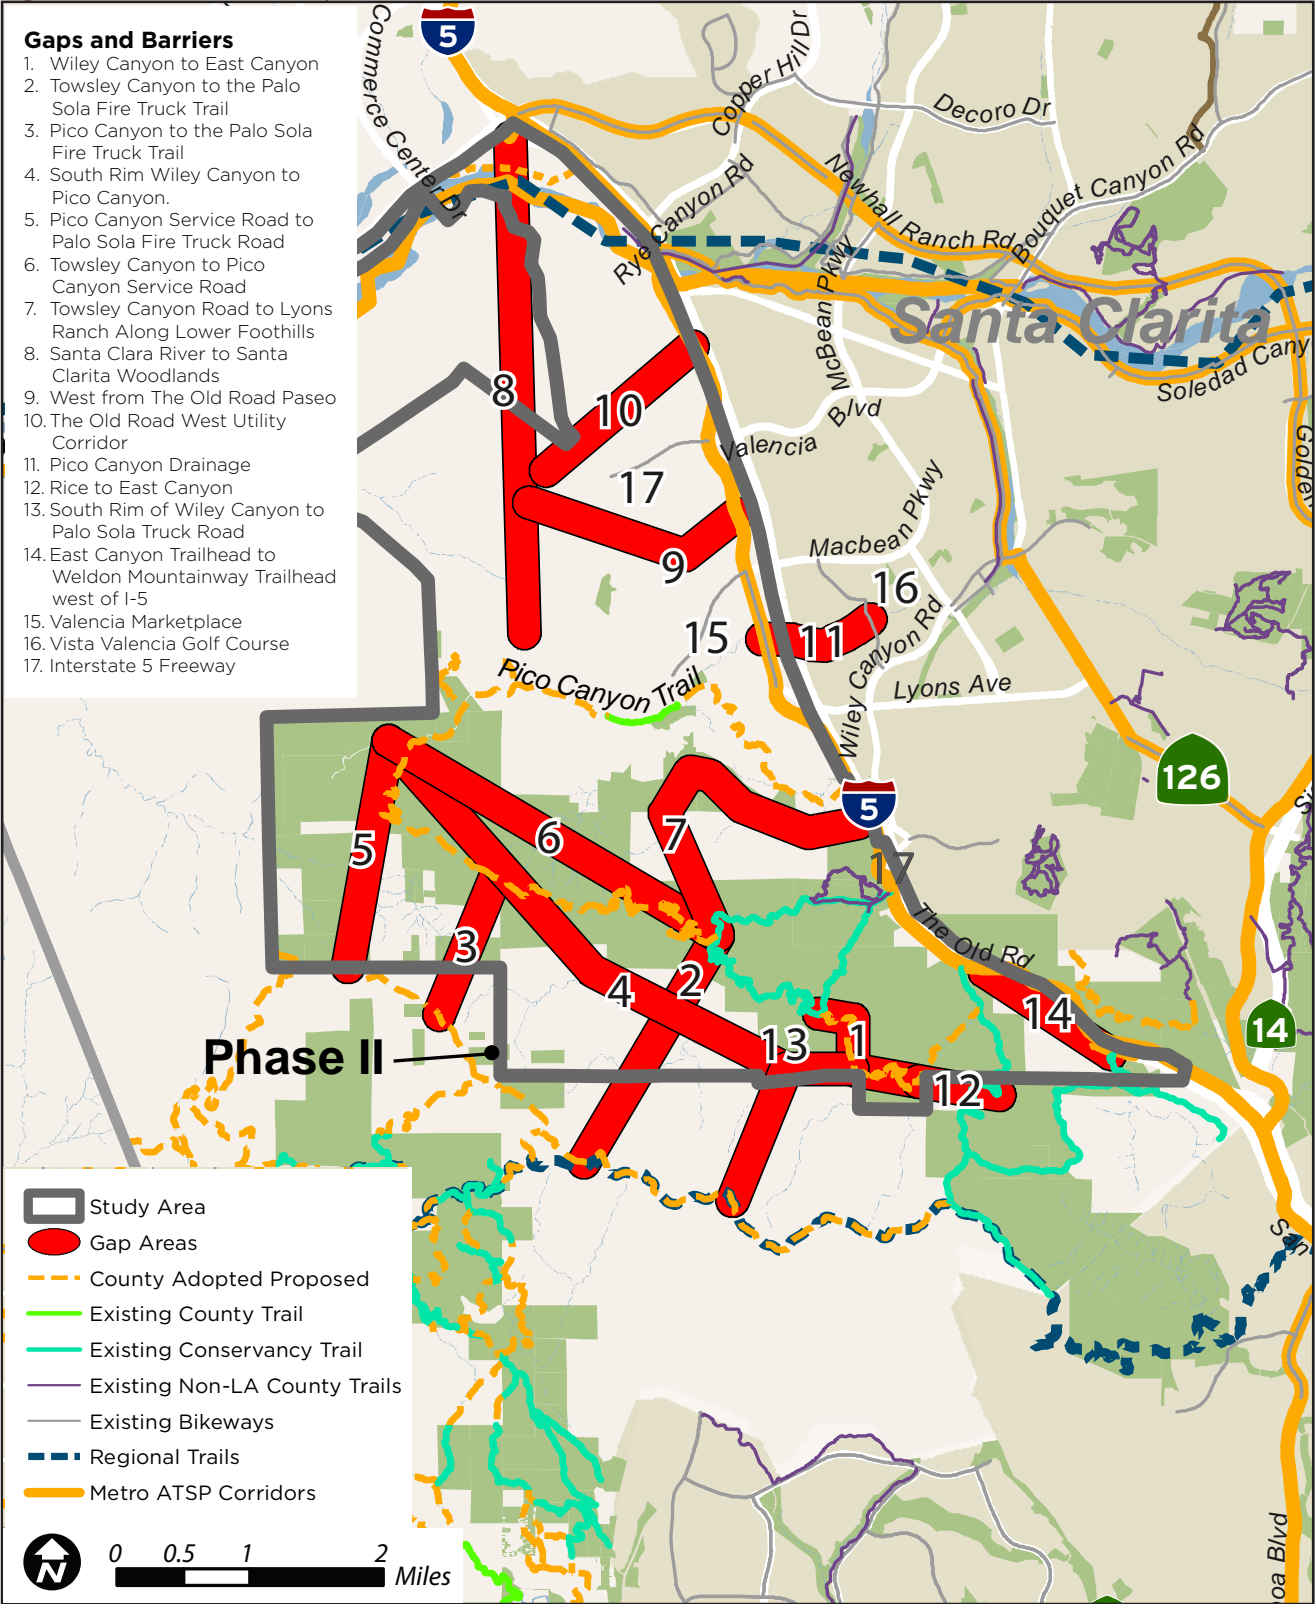 Gaps and Barriers
1. Wiley Canyon to East Canyon
2. Towsley Canyon to the Palo
Sola Fire Truck Trail
3. Pico Canyon to the Palo Sola
Fire Truck Trail
4. South Rim Wiley Canyon to
Pico Canyon.
5. Pico Canyon Service Road to
Palo Sola Fire Truck Road
6. Towsley Canyon to Pico
Canyon Service Road
7. Towsley Canyon Road to Lyons
Ranch Along Lower Foothills
8. Santa Clara River to Santa
Clarita Woodlands
9. West from The Old Road Paseo
10. The Old Road West Utility
Corridor
11. Pico Canyon Drainage
12. Rice to East Canyon
13. South Rim of Wiley Canyon to
Palo Sola Truck Road
14. East Canyon Trailhead to
Weldon Mountainway Trailhead
west of I-5
15. Valencia Marketplace
16. Vista Valencia Golf Course
17. Interstate 5 Freeway
5
Commerce Center Dr
Copper Hill Dr
Decoro Dr
Rye Canyon Rd
Newhall Ranch Rd
Bouquet Canyon Rd
McBean Pkwy
Santa Clarita
Soledad Cany
Golden
8
10
17
9
Valencia
Blvd
Macbean Pkwy
16
15
11
Wiley Canyon Rd
Lyons Ave
Pico Canyon Trail
126
5
5
6
7
17
3
4
2
The Old Rd
14
14
13
1
12
Phase II
San
oa Blvd
Study Area
Gap Areas
County Adopted Proposed
Existing County Trail
Existing Conservancy Trail
Existing Non-LA County Trails
Existing Bikeways
Regional Trails
Metro ATSP Corridors
N
0 0.5 1 2
Miles